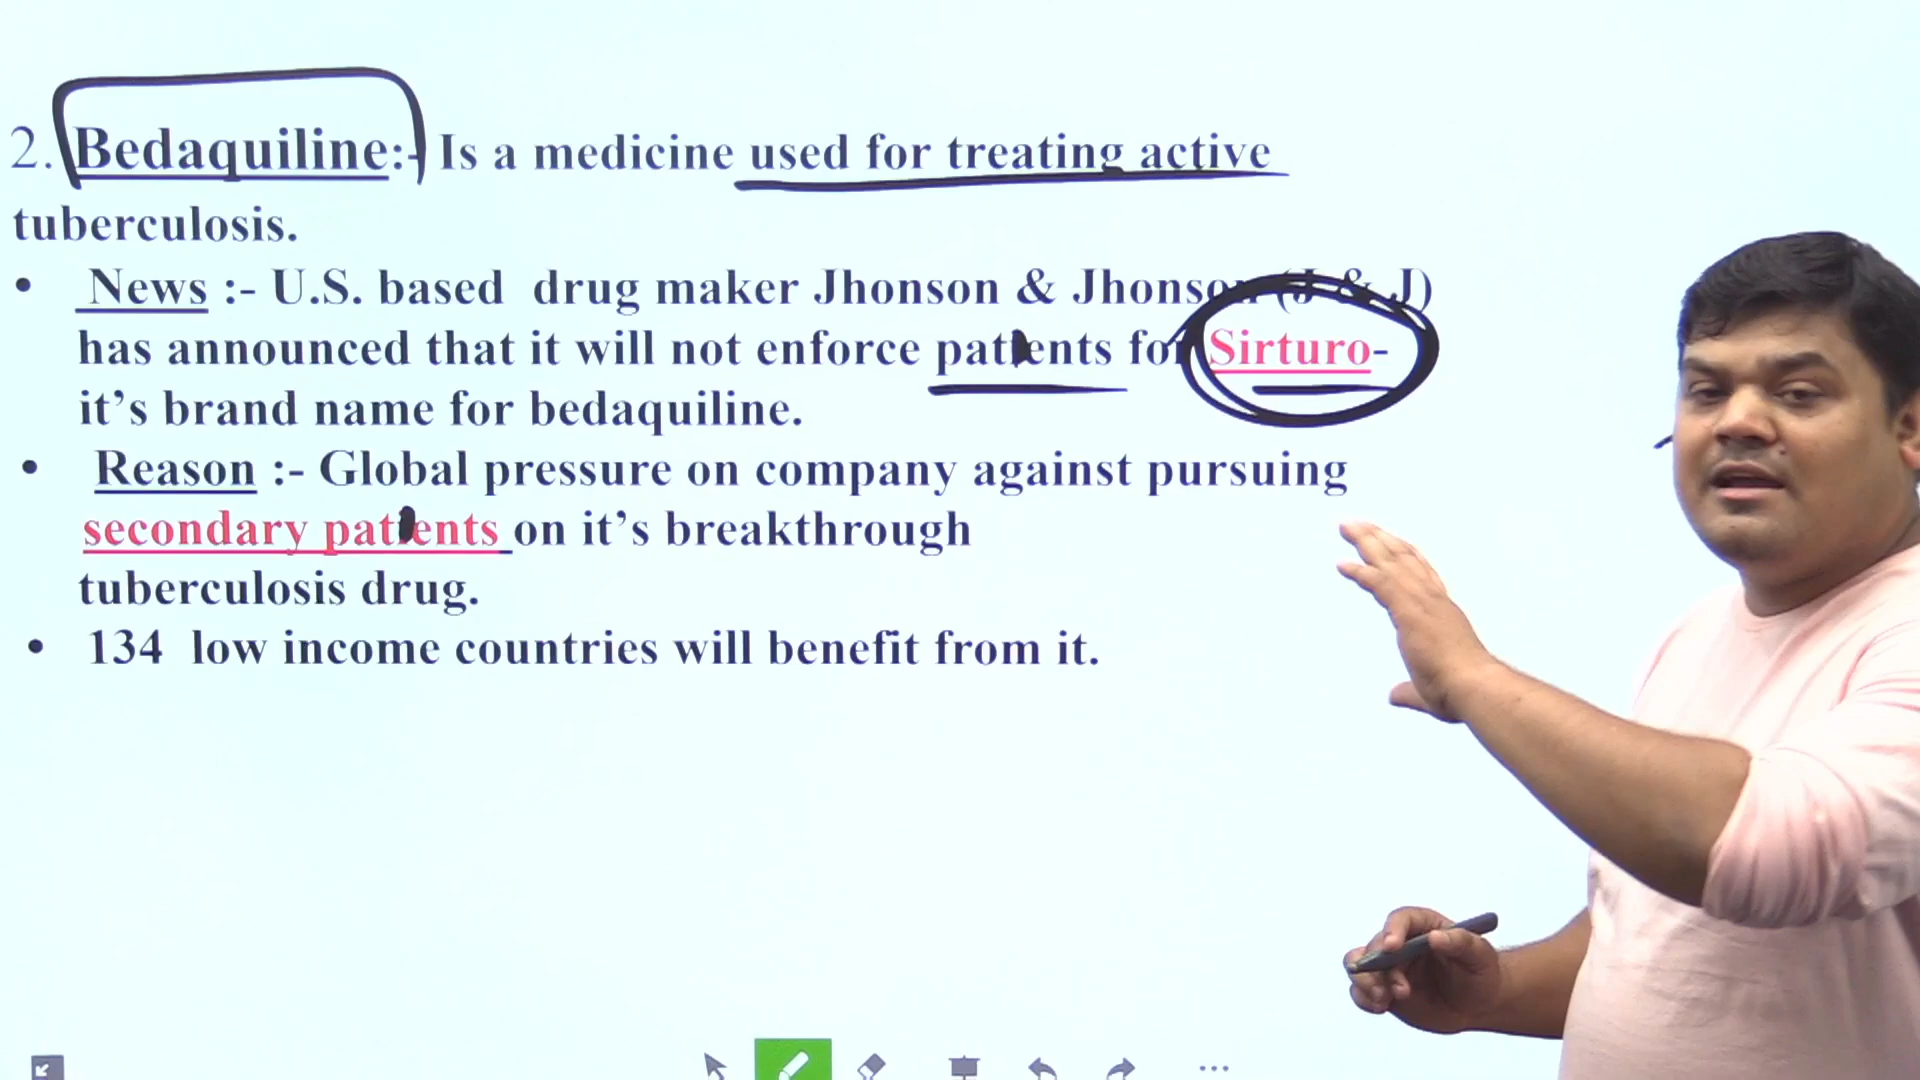 2. Bedaquiline:- Is a medicine used for treating active
tuberculosis.
• News :- U.S. based drug maker Jhonson & Jhonson (J & J)
has announced that it will not enforce patients for Sirturo-
it’s brand name for bedaquiline.
• Reason :- Global pressure on company against pursuing
secondary patients on it’s breakthrough
tuberculosis drug.
• 134 low income countries will benefit from it.